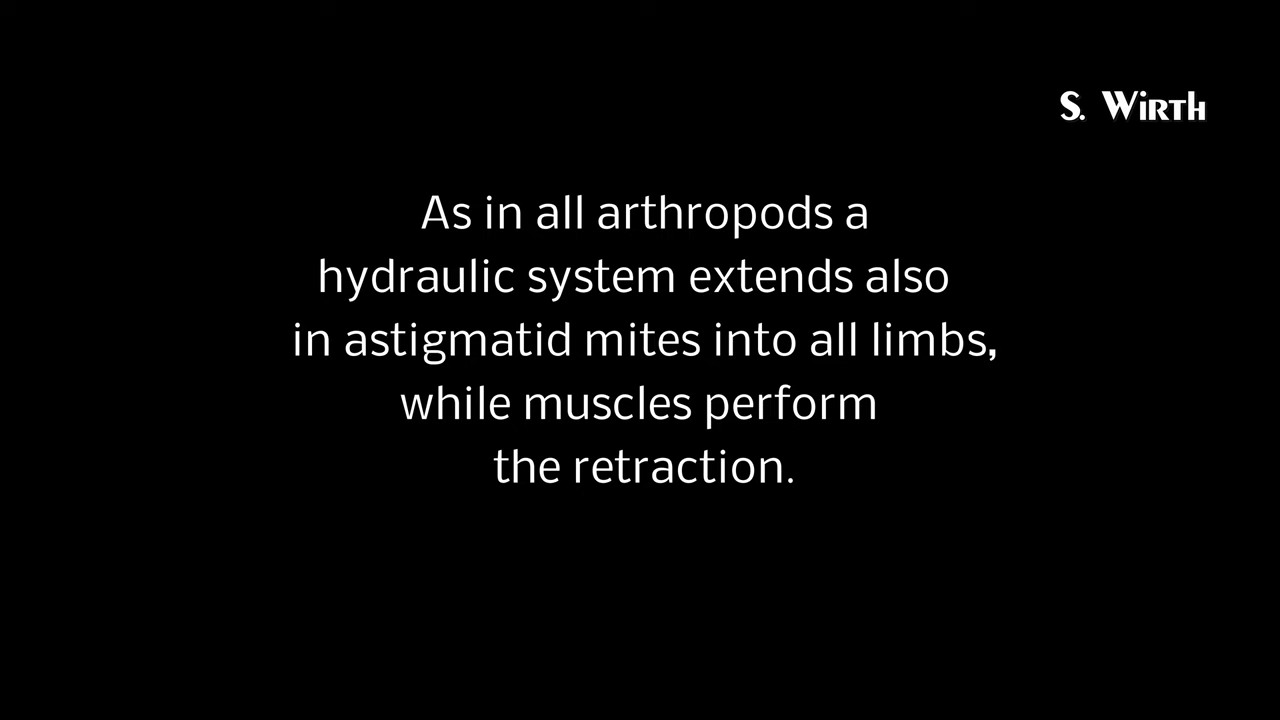 S. Wirth
As in all arthropods a
hydraulic system extends also
in astigmatid mites into all limbs,
while muscles perform
the retraction.